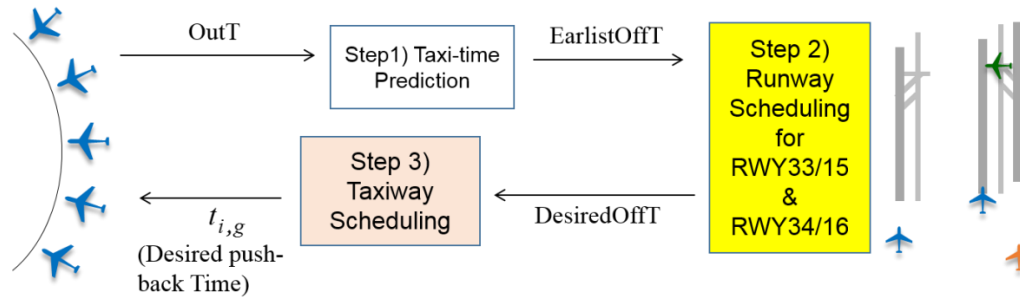 OutT
Step1) Taxi-time
Prediction
EarlistOffT
Step 2)
Runway
Scheduling
for
RWY33/15
&
RWY34/16
DesiredOffT
Step 3)
Taxiway
Scheduling
t_{i,g}
(Desired push-
back Time)